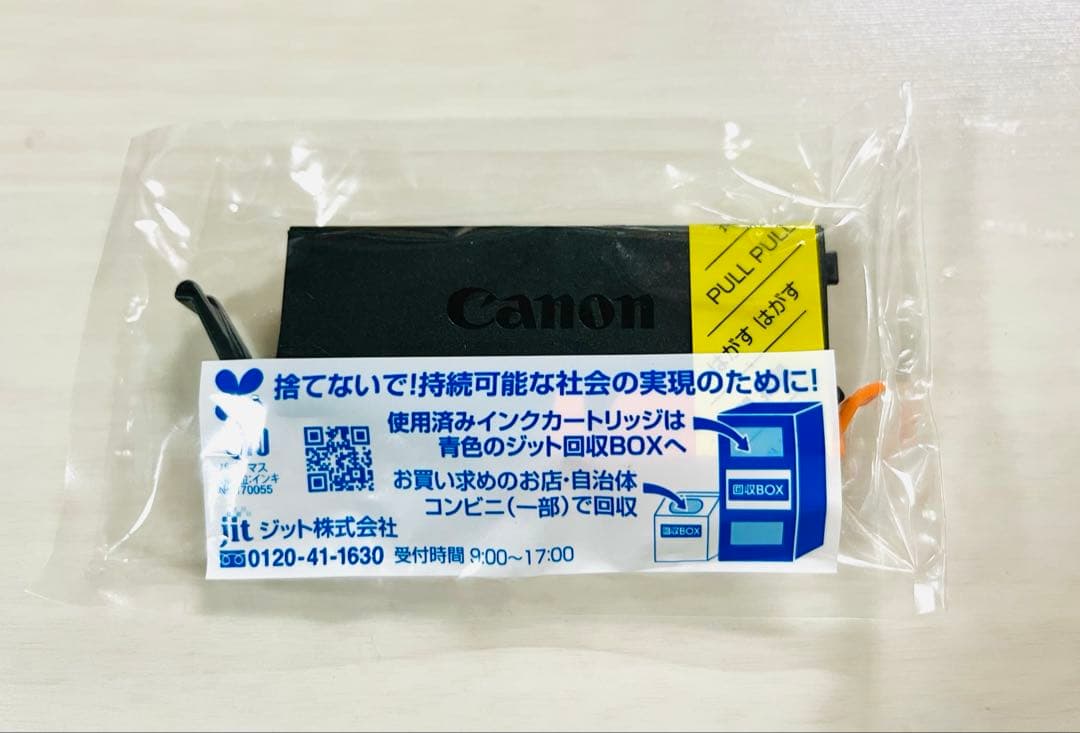 Canon
PULL PULL
はがす はがす
捨てないで!持続可能な社会の実現のために!
使用済みインクカートリッジは
青色のジット回収BOXへ
お買い求めのお店・自治体
コンビニ(一部)で回収
回収BOX
回収BOX
マス
インキ
70055
jit ジット株式会社
0120-41-1630 受付時間 9:00～17:00